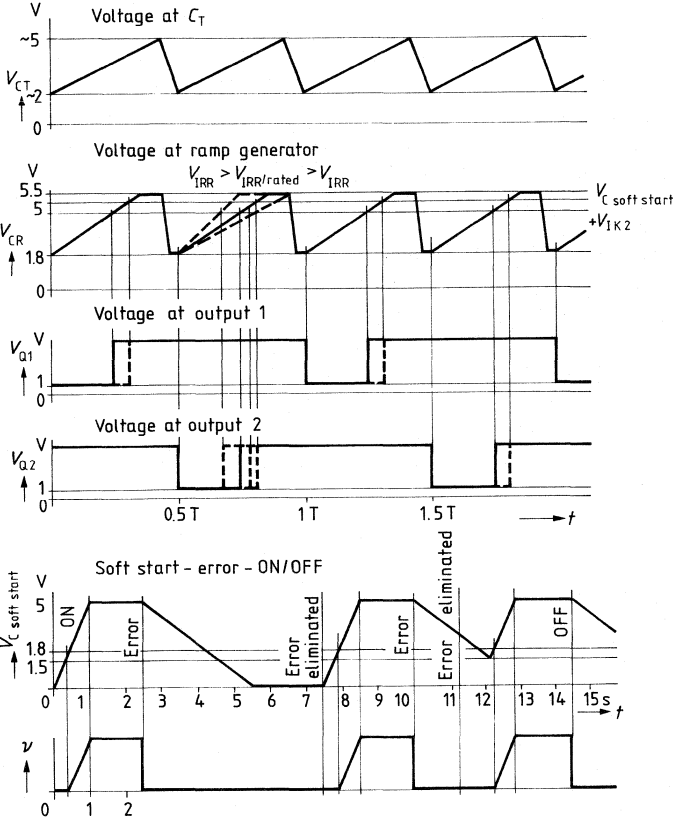 Voltage at C_T
V
~5
V_CT
~2
0
Voltage at ramp generator
V
V_IRR > V_IRR/rated > V_IRR
5.5
5
V_C soft start
+V_IK2
V_CR
1.8
0
Voltage at output 1
V
V_Q1
1
0
Voltage at output 2
V
V_Q2
1
0
0.5T 1T 1.5T t
Soft start – error – ON/OFF
V
V_C soft start
5
1.8
1.5
ON
Error
Error eliminated
Error
Error eliminated
OFF
0 1 2 3 4 5 6 7 8 9 10 11 12 13 14 15 s
t
ν
0 1 2